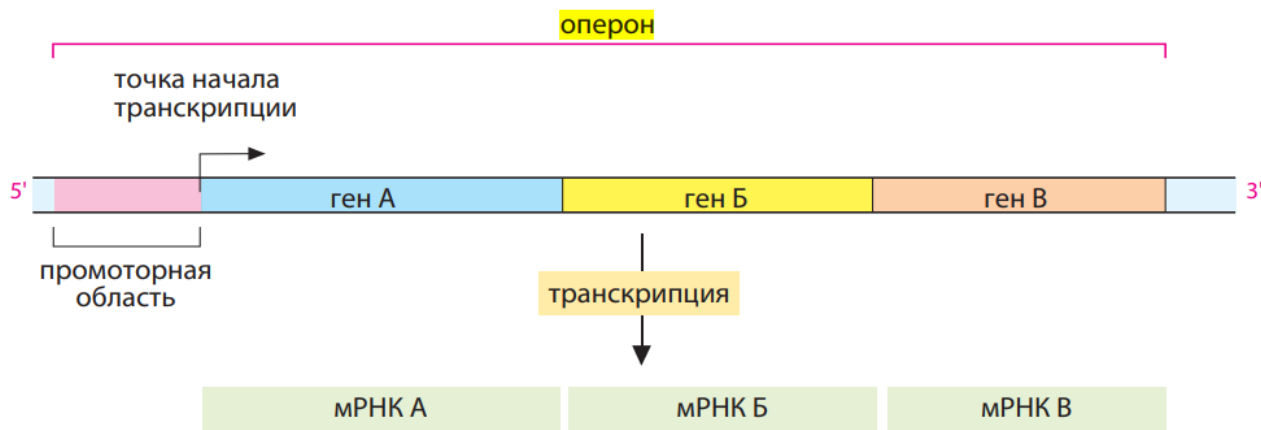 оперон
точка начала
транскрипции
5'
ген А
ген Б
ген В
3'
промоторная
область
транскрипция
мРНК А
мРНК Б
мРНК В